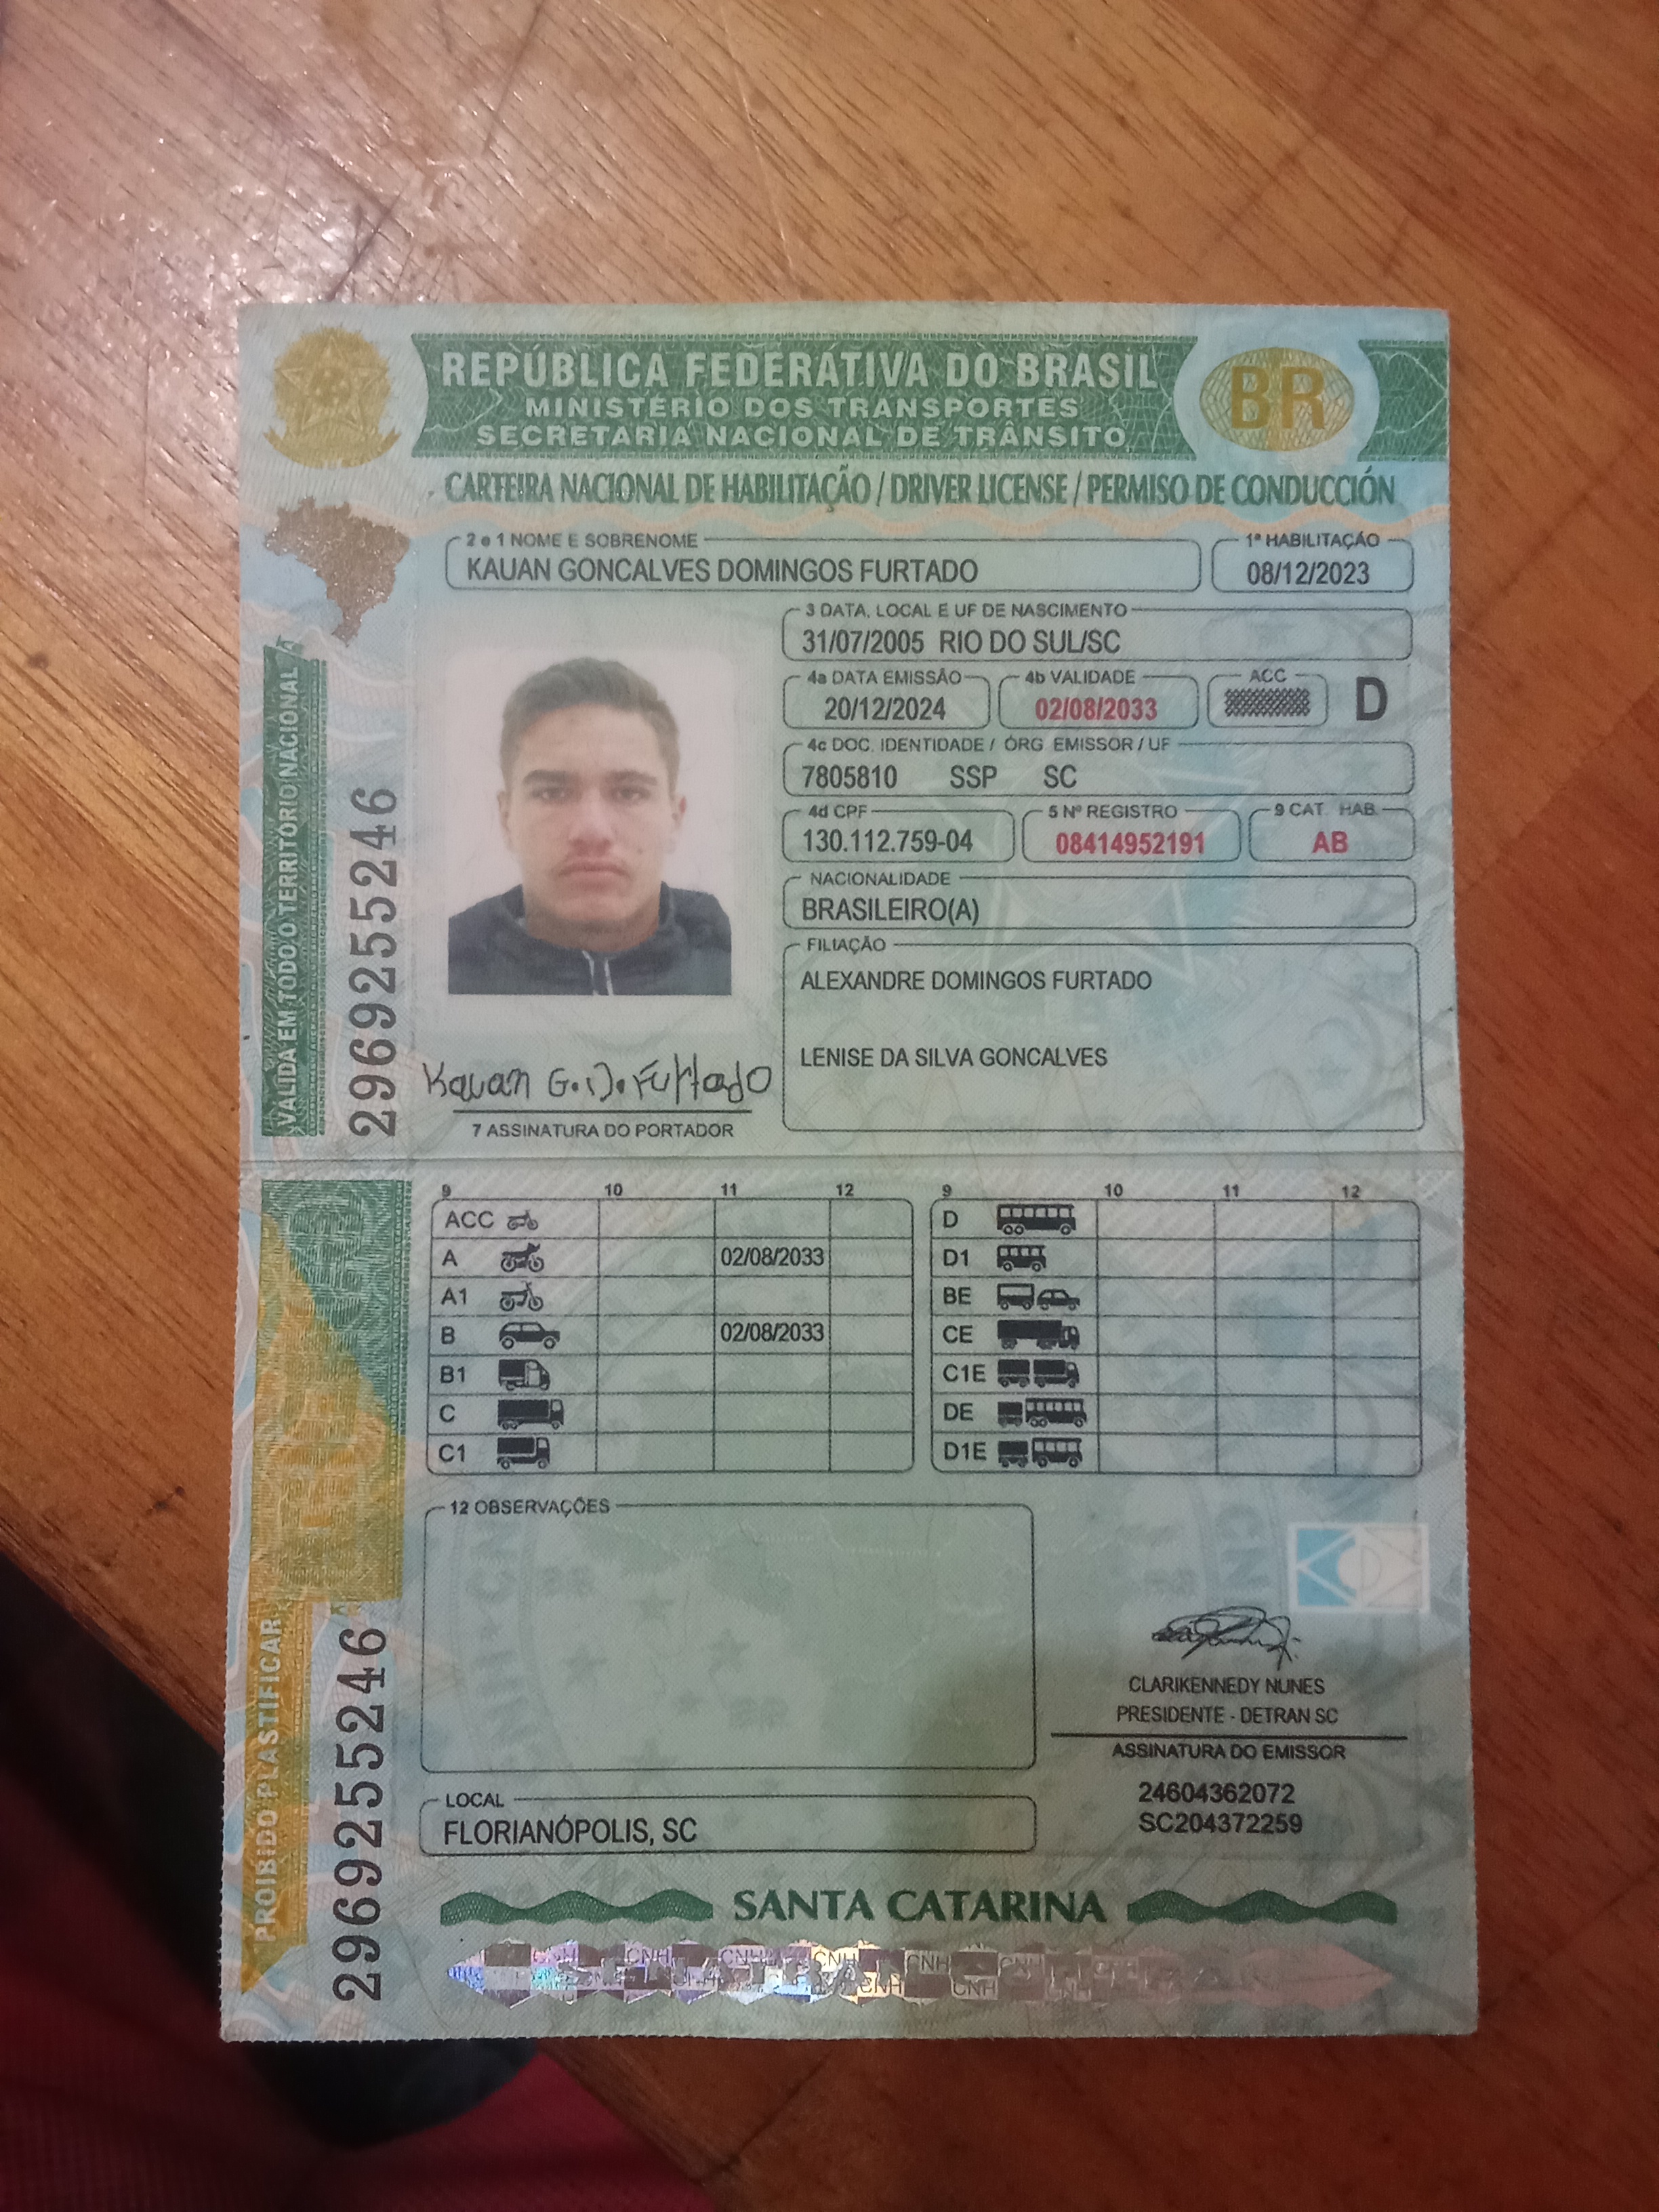 REPÚBLICA FEDERATIVA DO BRASIL
MINISTÉRIO DOS TRANSPORTES
SECRETARIA NACIONAL DE TRÂNSITO
BR
CARTEIRA NACIONAL DE HABILITAÇÃO / DRIVER LICENSE / PERMISO DE CONDUCCIÓN
2 e 1 NOME E SOBRENOME
KAUAN GONCALVES DOMINGOS FURTADO
1ª HABILITAÇÃO
08/12/2023
3 DATA, LOCAL E UF DE NASCIMENTO
31/07/2005 RIO DO SUL/SC
4a DATA EMISSÃO
20/12/2024
4b VALIDADE
02/08/2033
ACC
D
4c DOC. IDENTIDADE / ÓRG. EMISSOR / UF
7805810 SSP SC
4d CPF
130.112.759-04
5 Nº REGISTRO
08414952191
9 CAT. HAB.
AB
NACIONALIDADE
BRASILEIRO(A)
FILIAÇÃO
ALEXANDRE DOMINGOS FURTADO
LENISE DA SILVA GONCALVES
Kauan G.D. Furtado
7 ASSINATURA DO PORTADOR
VÁLIDA EM TODO O TERRITÓRIO NACIONAL
2969255246
9 10 11 12
ACC
A 02/08/2033
A1
B 02/08/2033
B1
C
C1
9 10 11 12
D
D1
BE
CE
C1E
DE
D1E
12 OBSERVAÇÕES
CLARIKENNEDY NUNES
PRESIDENTE - DETRAN SC
ASSINATURA DO EMISSOR
24604362072
SC204372259
LOCAL
FLORIANÓPOLIS, SC
PROIBIDO PLASTIFICAR
2969255246
SANTA CATARINA
CNH CNH CNH CNH CNH CNH CNH